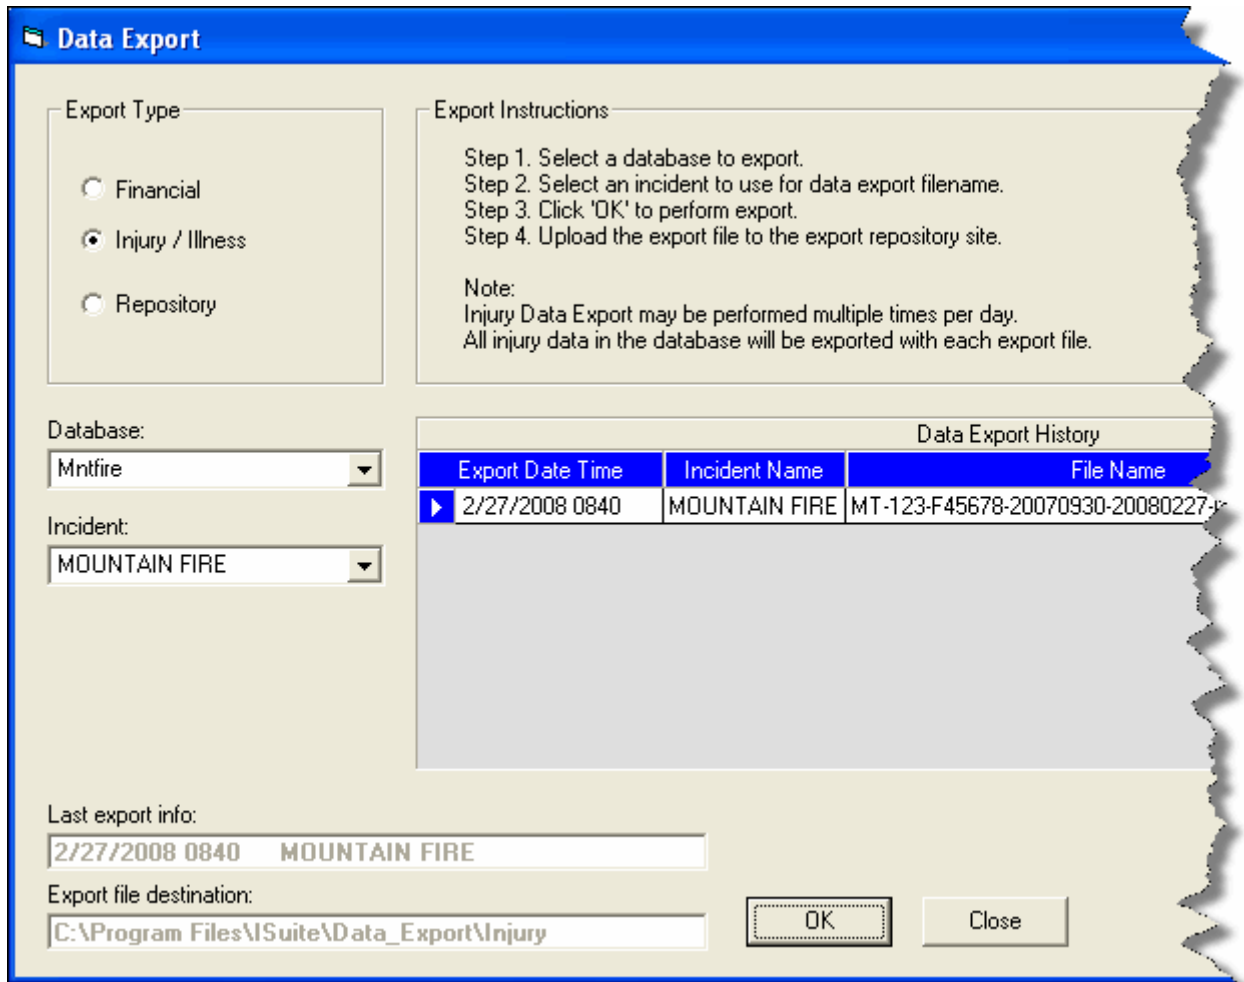 Data Export
Export Type
Financial
Injury / Illness
Repository
Export Instructions
Step 1. Select a database to export.
Step 2. Select an incident to use for data export filename.
Step 3. Click 'OK' to perform export.
Step 4. Upload the export file to the export repository site.
Note:
Injury Data Export may be performed multiple times per day.
All injury data in the database will be exported with each export file.
Database:
Mntfire
Incident:
MOUNTAIN FIRE
Data Export History
Export Date Time Incident Name File Name
2/27/2008 0840 MOUNTAIN FIRE MT-123-F45678-20070930-20080227-
Last export info:
2/27/2008 0840 MOUNTAIN FIRE
Export file destination:
C:\Program Files\ISuite\Data_Export\Injury
OK Close